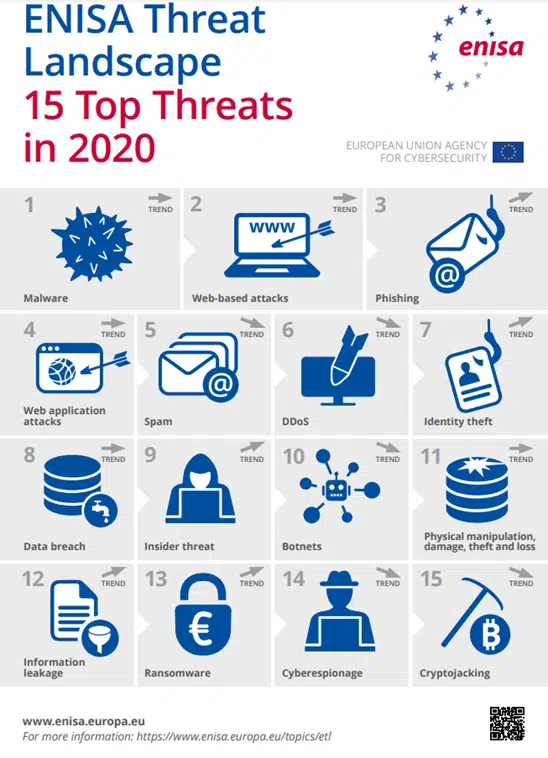 ENISA Threat
Landscape
15 Top Threats
in 2020
enisa
EUROPEAN UNION AGENCY
FOR CYBERSECURITY
1
TREND
Malware
2
TREND
www
Web-based attacks
3
TREND
@
Phishing
4
TREND
Web application
attacks
5
TREND
@
Spam
6
TREND
DDoS
7
TREND
Identity theft
8
TREND
Data breach
9
TREND
Insider threat
10
TREND
Botnets
11
TREND
Physical manipulation,
damage, theft and loss
12
TREND
Information
leakage
13
TREND
€
Ransomware
14
TREND
Cyberespionage
15
TREND
₿
Cryptojacking
www.enisa.europa.eu
For more information: https://www.enisa.europa.eu/topics/etl